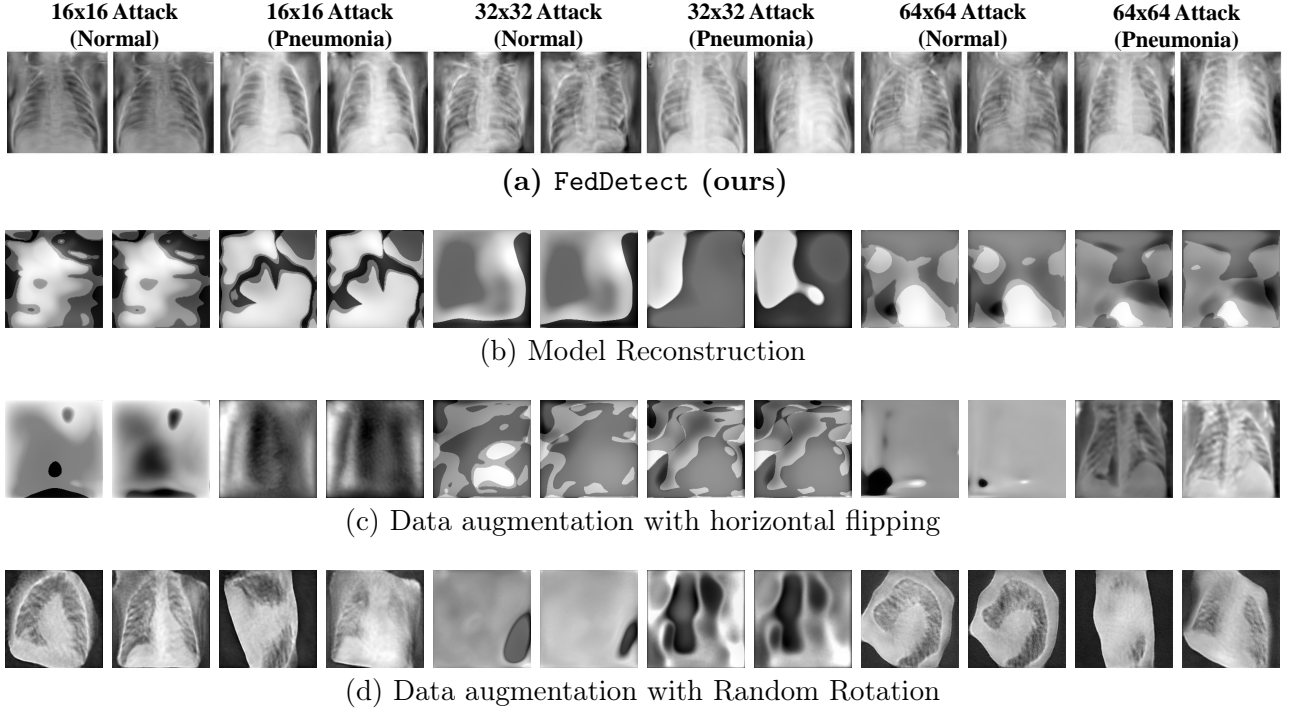 16x16 Attack 16x16 Attack 32x32 Attack 32x32 Attack 64x64 Attack 64x64 Attack
(Normal) (Pneumonia) (Normal) (Pneumonia) (Normal) (Pneumonia)
(a) FedDetect (ours)
(b) Model Reconstruction
(c) Data augmentation with horizontal flipping
(d) Data augmentation with Random Rotation